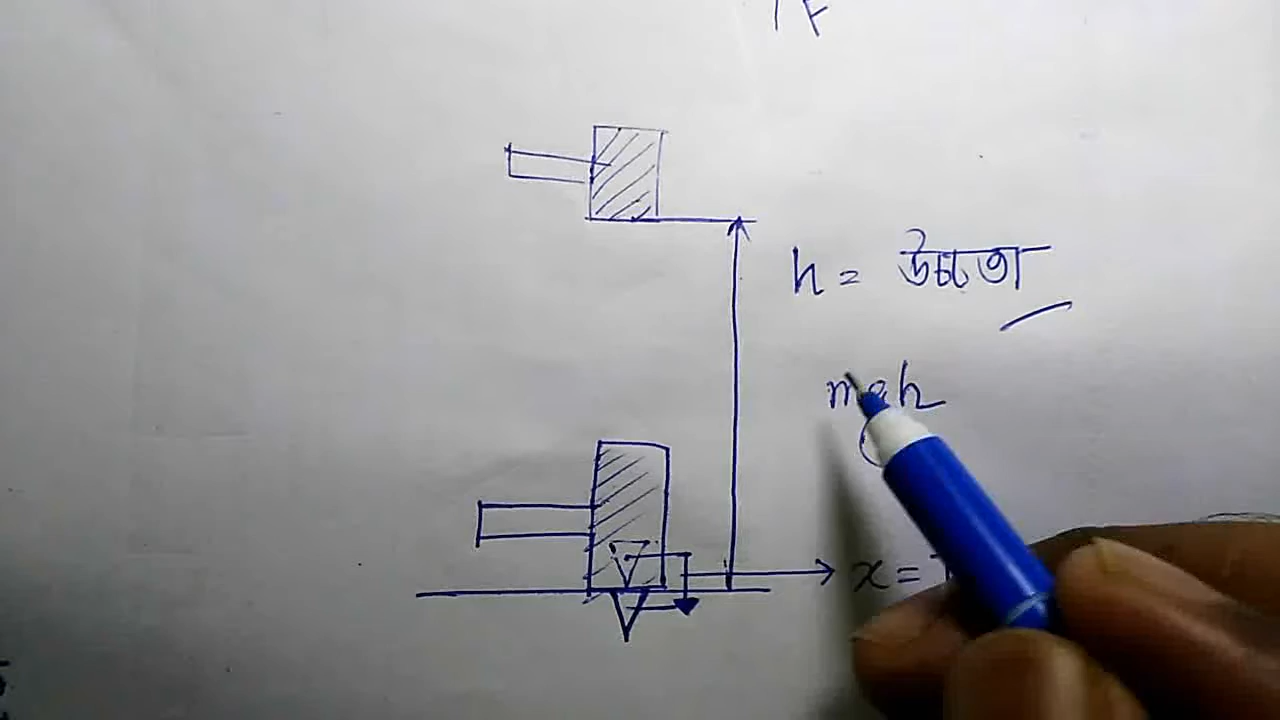 h = উচ্চতা
mgh
x =